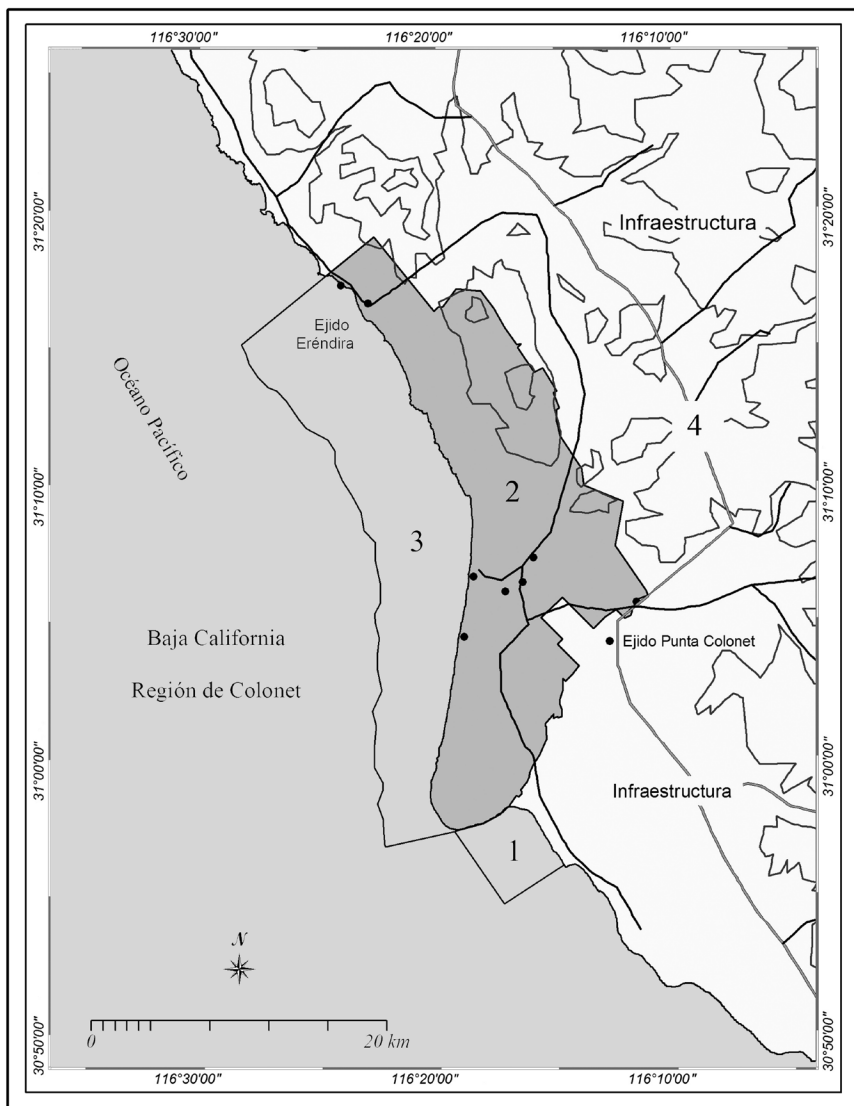 116°30'00" 116°20'00" 116°10'00"
31°20'00"
31°20'00"
Infraestructura
Ejido
Eréndira
Océano Pacífico
4
2
31°10'00"
31°10'00"
3
Baja California
Ejido Punta Colonet
Región de Colonet
31°00'00"
31°00'00"
Infraestructura
1
N
0 20 km
30°50'00"
30°50'00"
116°30'00" 116°20'00" 116°10'00"